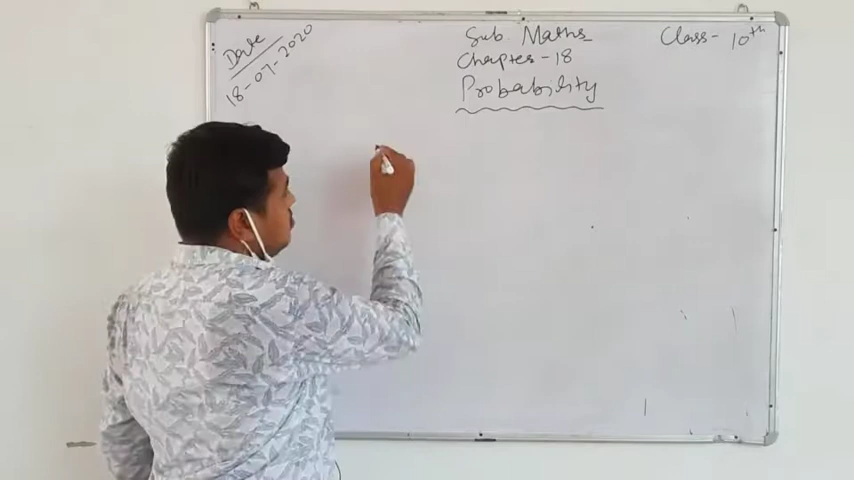 Date
18-07-2020
Sub. Maths
Chapter-18
Probability
Class- 10th